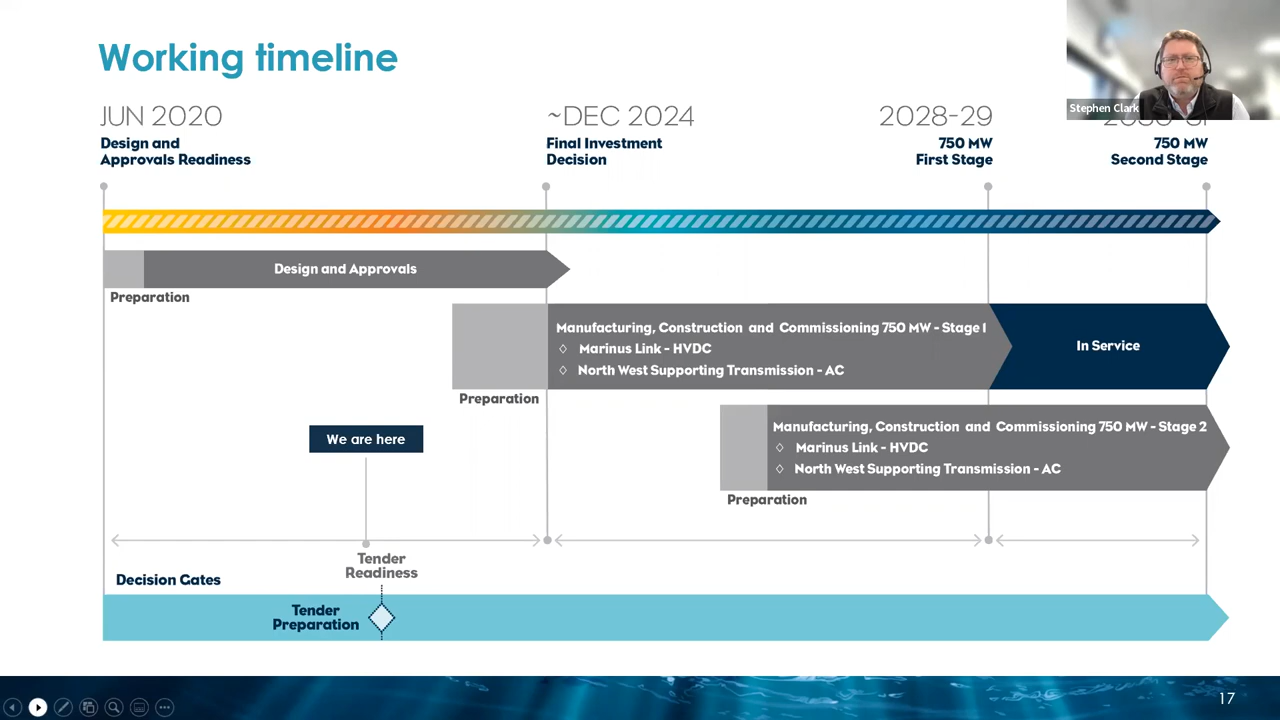 Working timeline
Stephen Clark
JUN 2020
~DEC 2024
2028-29
Design and
Approvals Readiness
Final Investment
Decision
750 MW
First Stage
750 MW
Second Stage
Design and Approvals
Preparation
Manufacturing, Construction and Commissioning 750 MW - Stage 1
◊ Marinus Link - HVDC
◊ North West Supporting Transmission - AC
In Service
Preparation
Manufacturing, Construction and Commissioning 750 MW - Stage 2
◊ Marinus Link - HVDC
◊ North West Supporting Transmission - AC
Preparation
We are here
Tender
Readiness
Decision Gates
Tender
Preparation
17